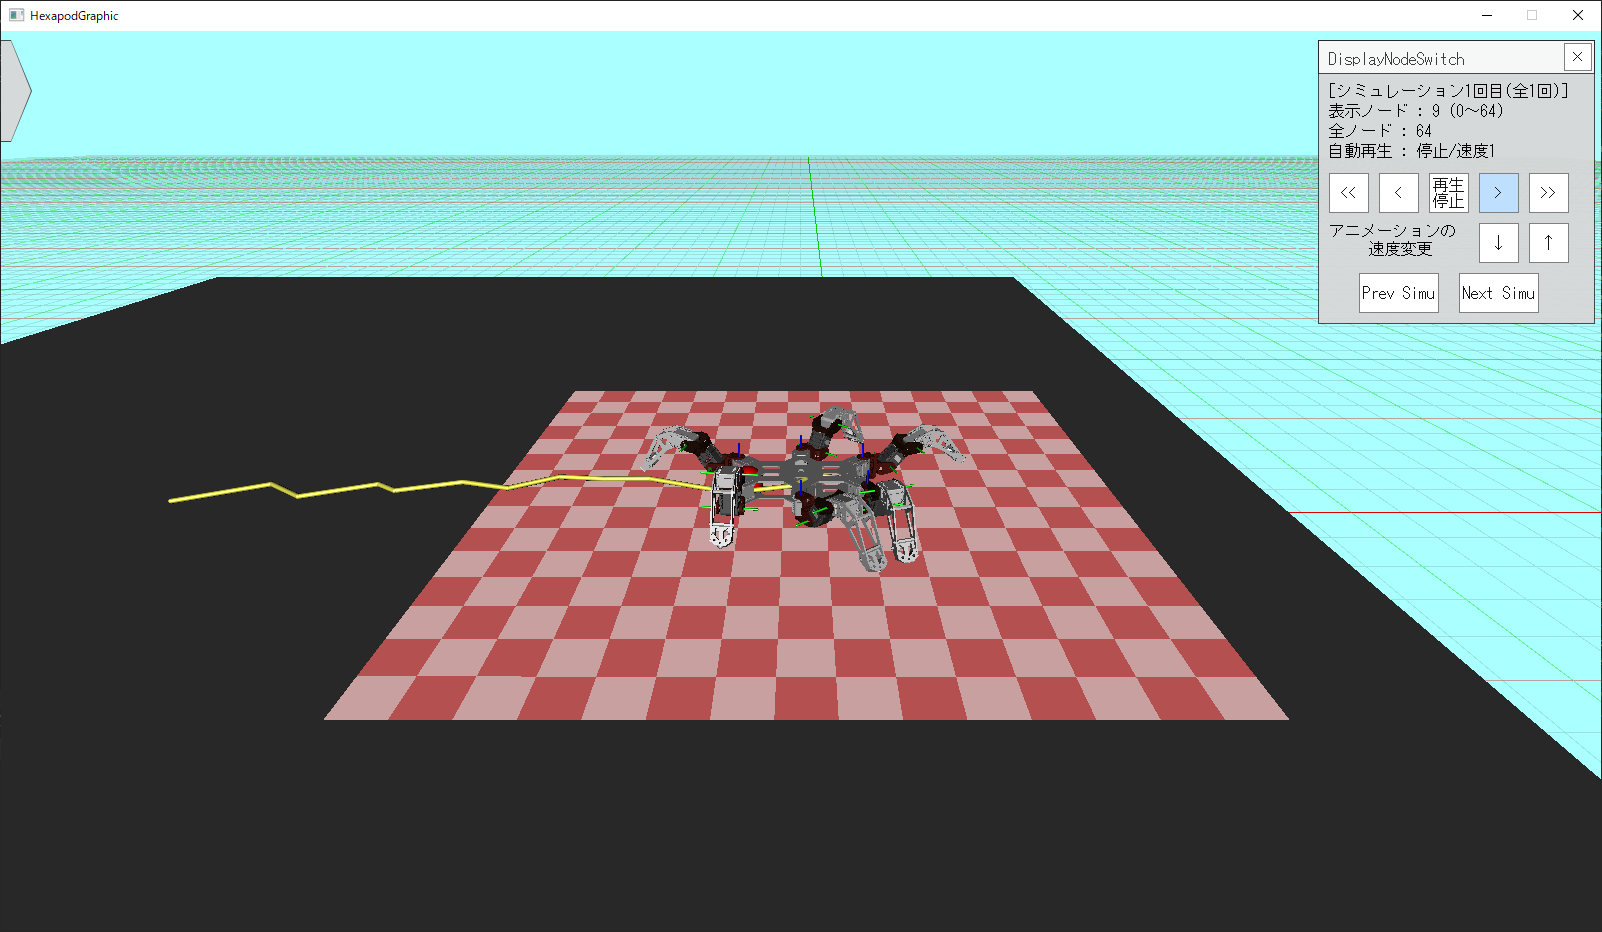 HexapodGraphic
DisplayNodeSwitch
[シミュレーション1回目(全1回)]
表示ノード : 9 (0～64)
全ノード : 64
自動再生 : 停止/速度1
<<
<
再生
停止
>
>>
アニメーションの
速度変更
↓
↑
Prev Simu
Next Simu